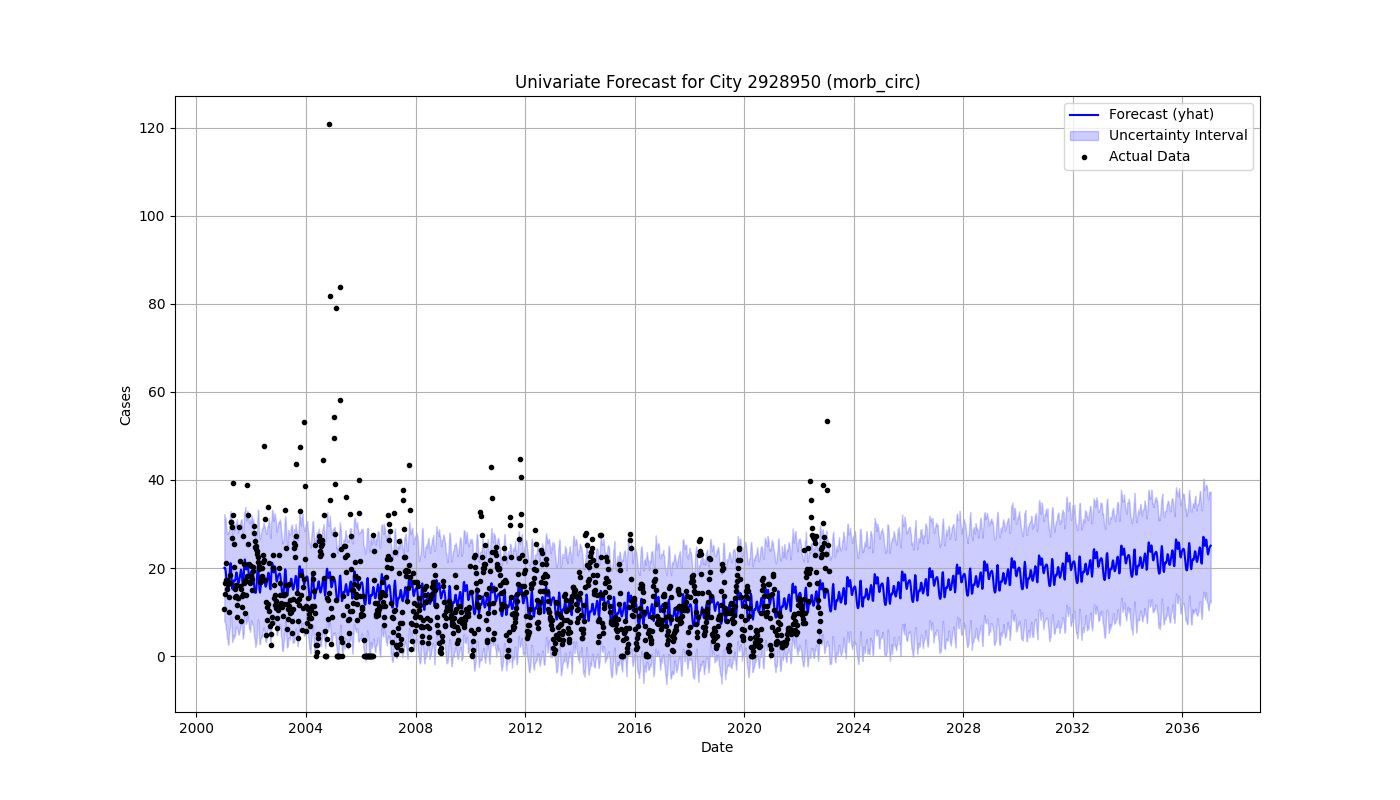 Univariate Forecast for City 2928950 (morb_circ)
Forecast (yhat)
Uncertainty Interval
Actual Data
Cases
120
100
80
60
40
20
0
2000 2004 2008 2012 2016 2020 2024 2028 2032 2036
Date